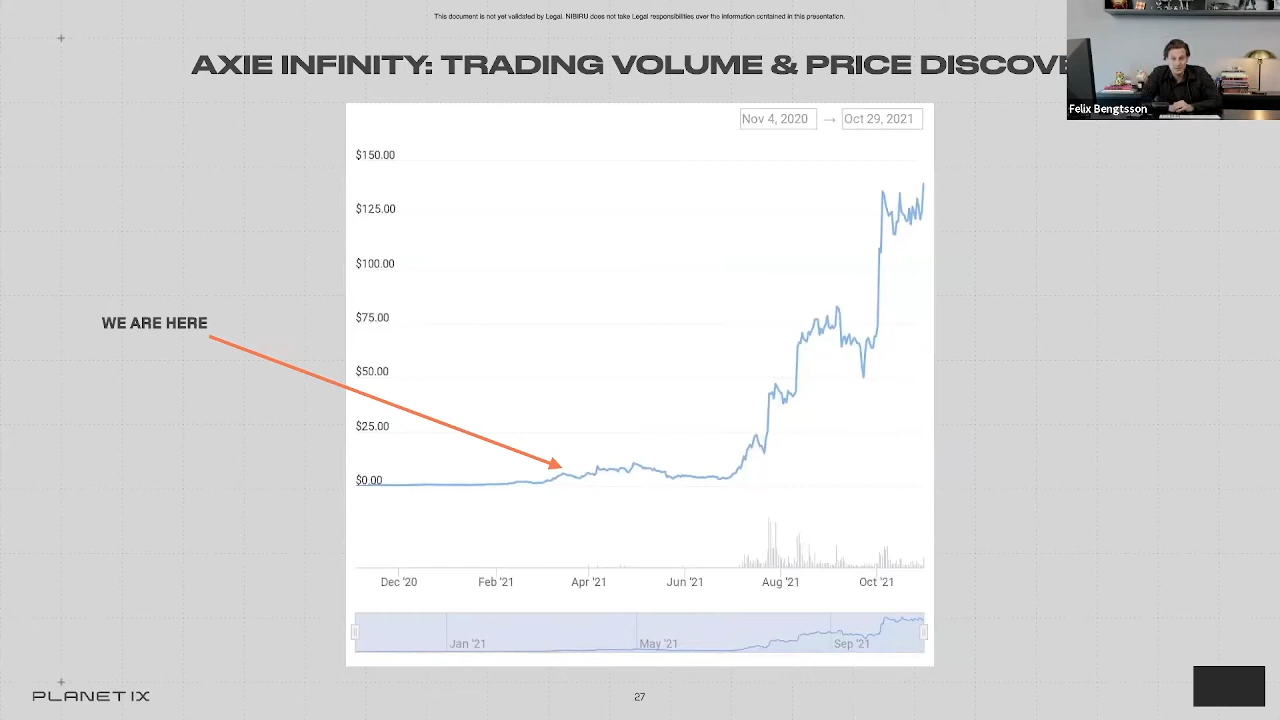 This document is not yet validated by Legal. NIBIRU does not take Legal responsibilities over the information contained in this presentation.
AXIE INFINITY: TRADING VOLUME & PRICE DISCOVE
Felix Bengtsson
Nov 4, 2020 → Oct 29, 2021
$150.00
$125.00
$100.00
$75.00
$50.00
$25.00
$0.00
WE ARE HERE
Dec '20 Feb '21 Apr '21 Jun '21 Aug '21 Oct '21
Jan '21 May '21 Sep '21
PLANET IX
27